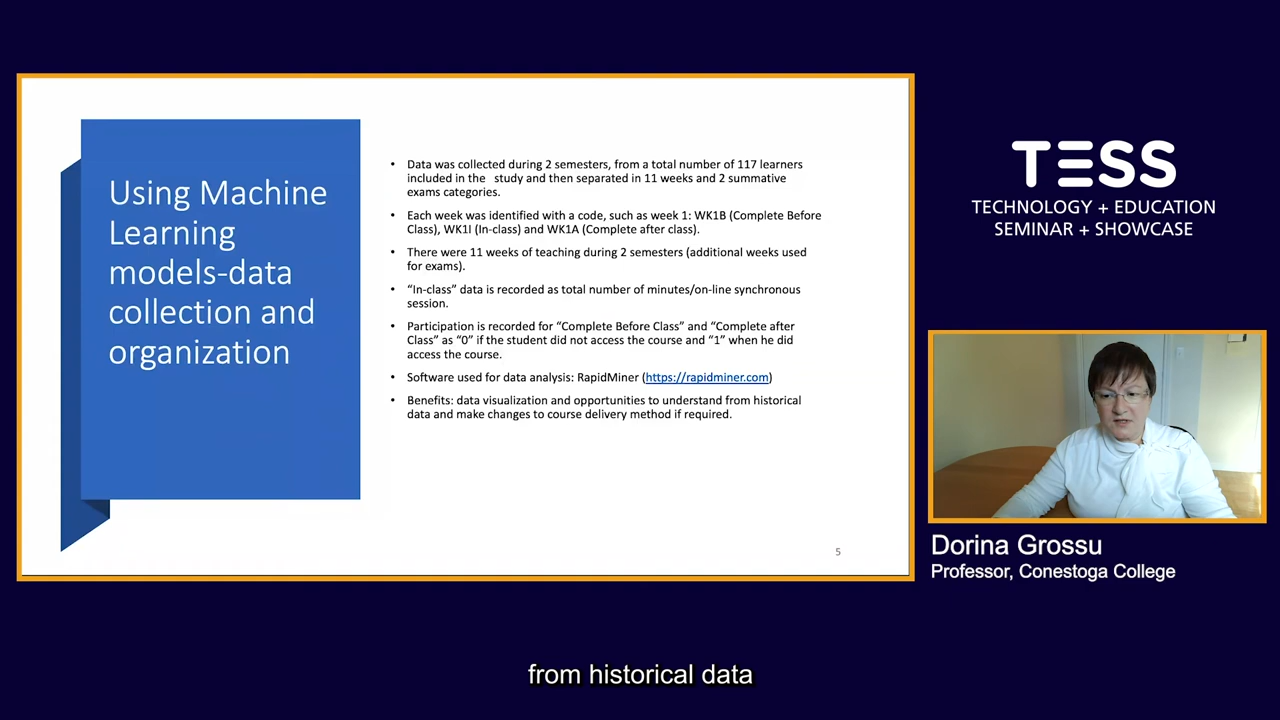 Using Machine
Learning
models-data
collection and
organization
• Data was collected during 2 semesters, from a total number of 117 learners
included in the study and then separated in 11 weeks and 2 summative
exams categories.
• Each week was identified with a code, such as week 1: WK1B (Complete Before
Class), WK1I (In-class) and WK1A (Complete after class).
• There were 11 weeks of teaching during 2 semesters (additional weeks used
for exams).
• “In-class” data is recorded as total number of minutes/on-line synchronous
session.
• Participation is recorded for “Complete Before Class” and “Complete after
Class” as “0” if the student did not access the course and “1” when he did
access the course.
• Software used for data analysis: RapidMiner (https://rapidminer.com)
• Benefits: data visualization and opportunities to understand from historical
data and make changes to course delivery method if required.
5
TESS
TECHNOLOGY + EDUCATION
SEMINAR + SHOWCASE
Dorina Grossu
Professor, Conestoga College
from historical data